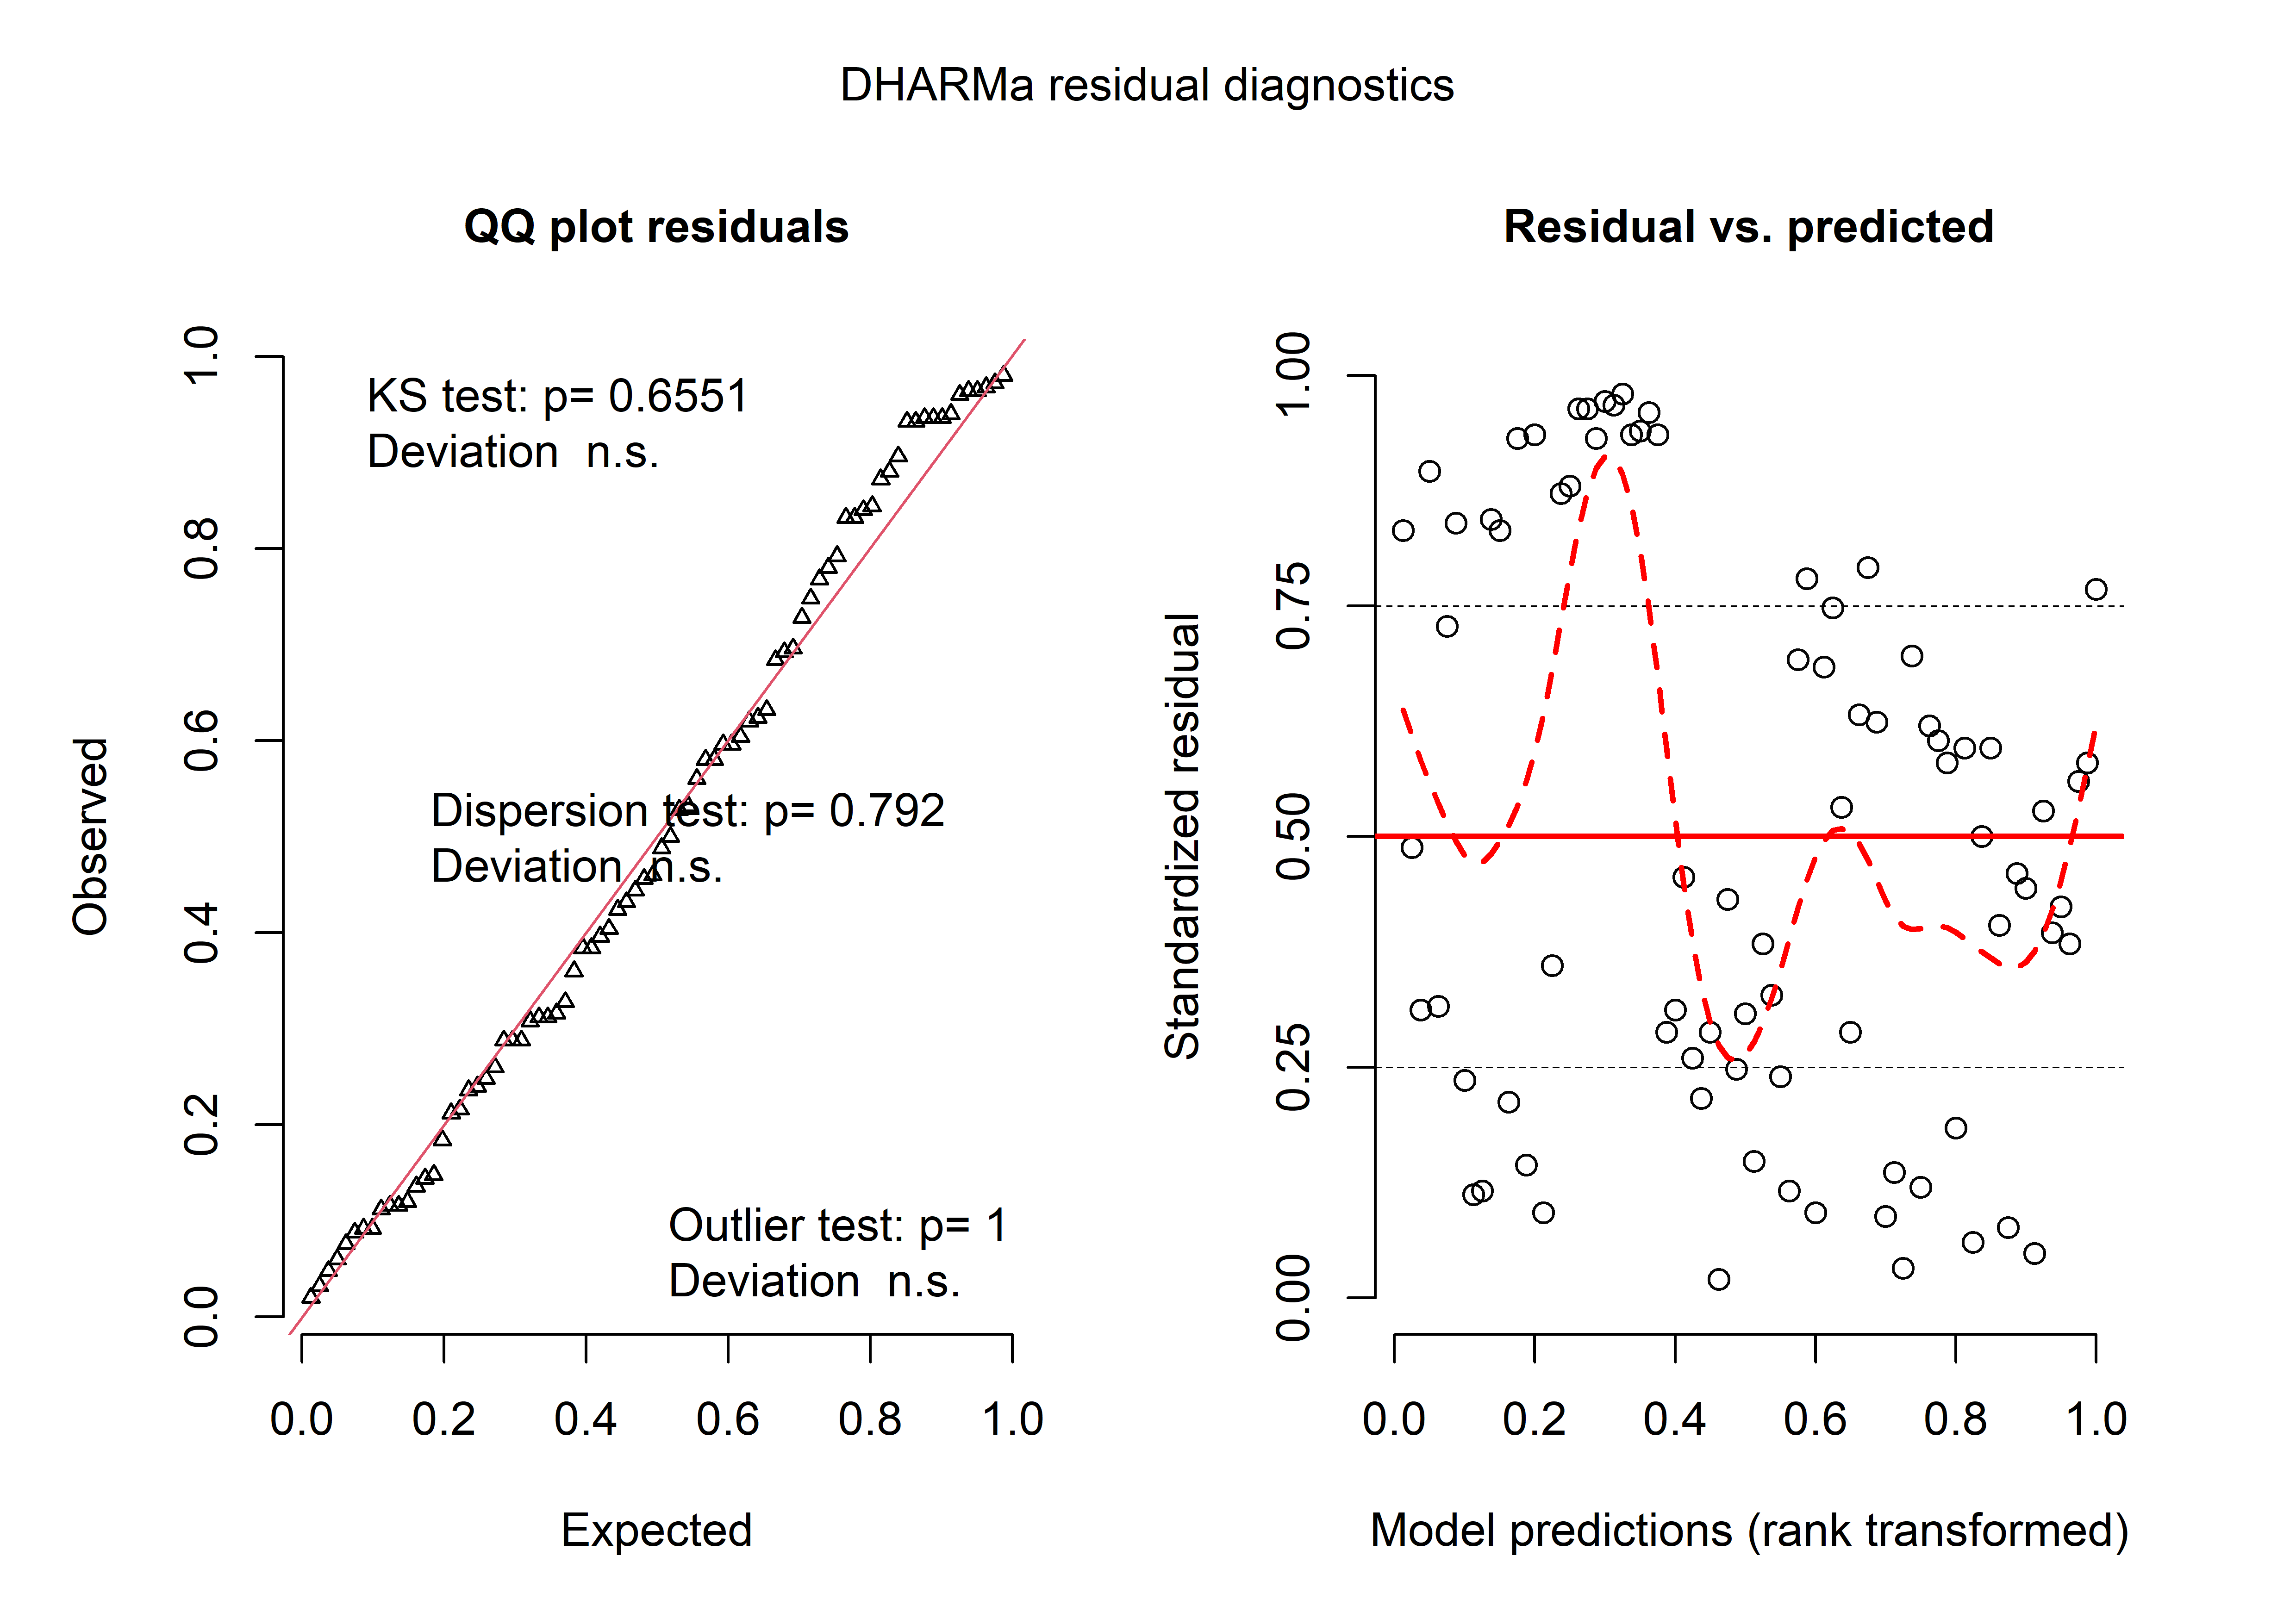 DHARMa residual diagnostics
QQ plot residuals
KS test: p= 0.6551
Deviation  n.s.
Dispersion test: p= 0.792
Deviation  n.s.
Outlier test: p= 1
Deviation  n.s.
Observed
0.0 0.2 0.4 0.6 0.8 1.0
0.0 0.2 0.4 0.6 0.8 1.0
Expected
Residual vs. predicted
Standardized residual
0.00 0.25 0.50 0.75 1.00
0.0 0.2 0.4 0.6 0.8 1.0
Model predictions (rank transformed)